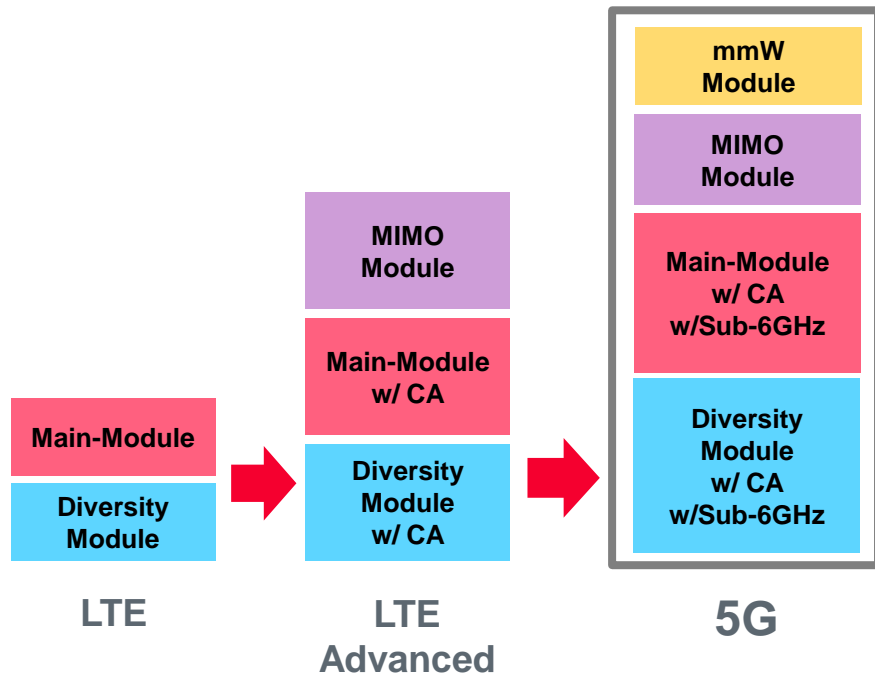 Main-Module
Diversity
Module
LTE
MIMO
Module
Main-Module
w/ CA
Diversity
Module
w/ CA
LTE
Advanced
mmW
Module
MIMO
Module
Main-Module
w/ CA
w/Sub-6GHz
Diversity
Module
w/ CA
w/Sub-6GHz
5G